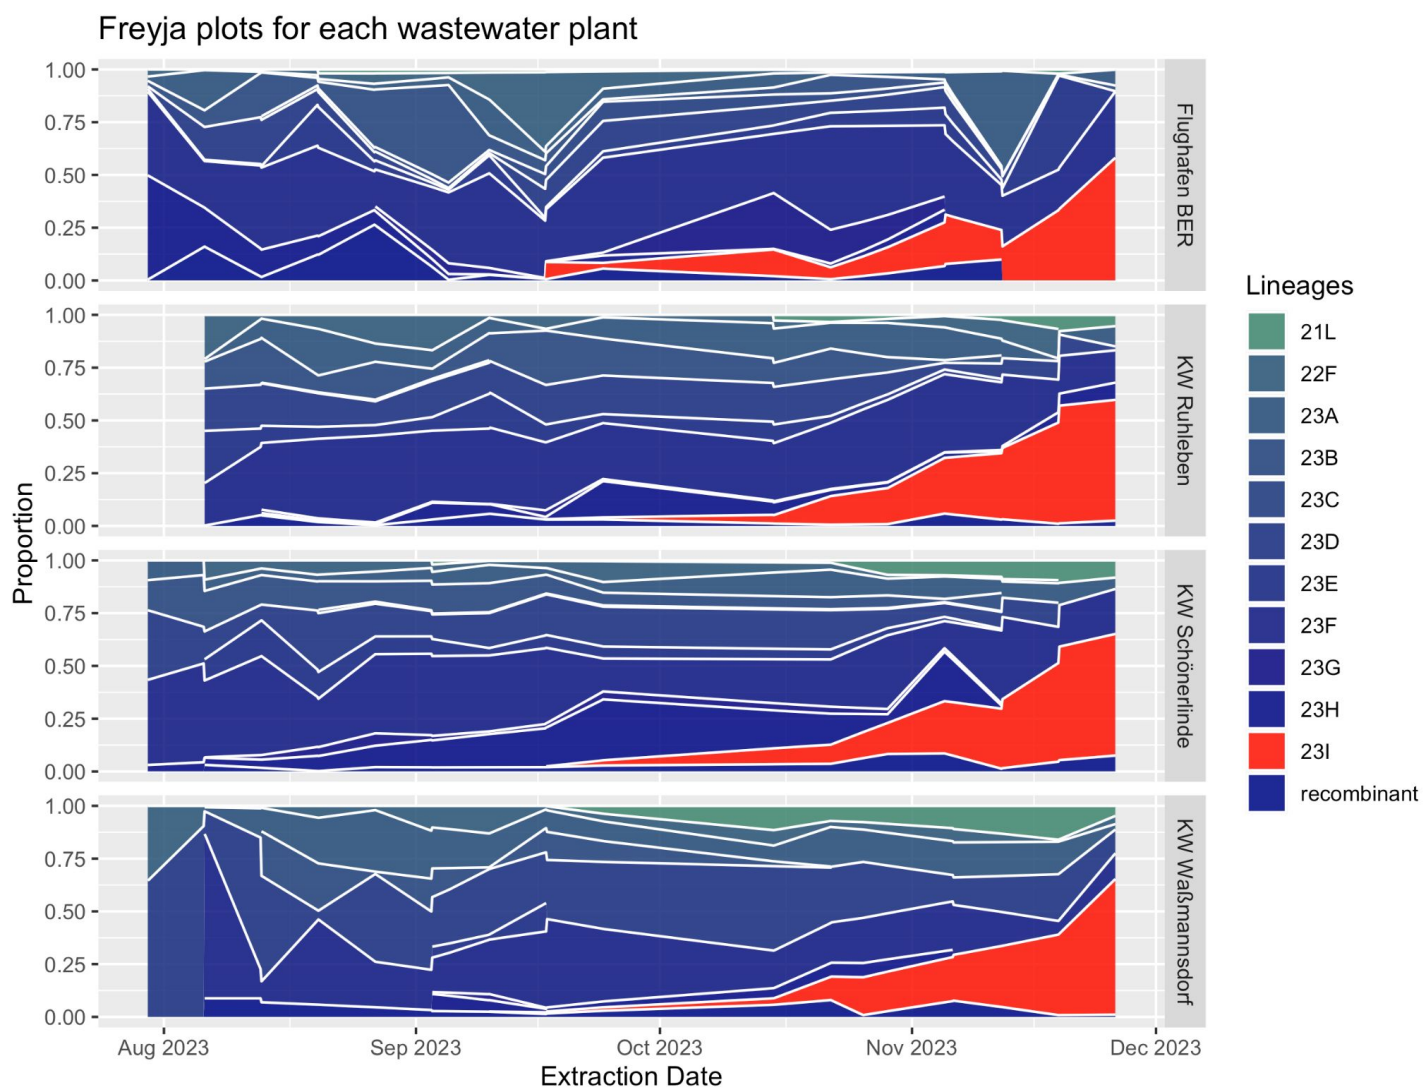 Freyja plots for each wastewater plant
Proportion
1.00
0.75
0.50
0.25
0.00
Flughafen BER
1.00
0.75
0.50
0.25
0.00
KW Ruhleben
1.00
0.75
0.50
0.25
0.00
KW Schönerlinde
1.00
0.75
0.50
0.25
0.00
KW Waßmannsdorf
Aug 2023 Sep 2023 Oct 2023 Nov 2023 Dec 2023
Extraction Date
Lineages
21L
22F
23A
23B
23C
23D
23E
23F
23G
23H
23I
recombinant